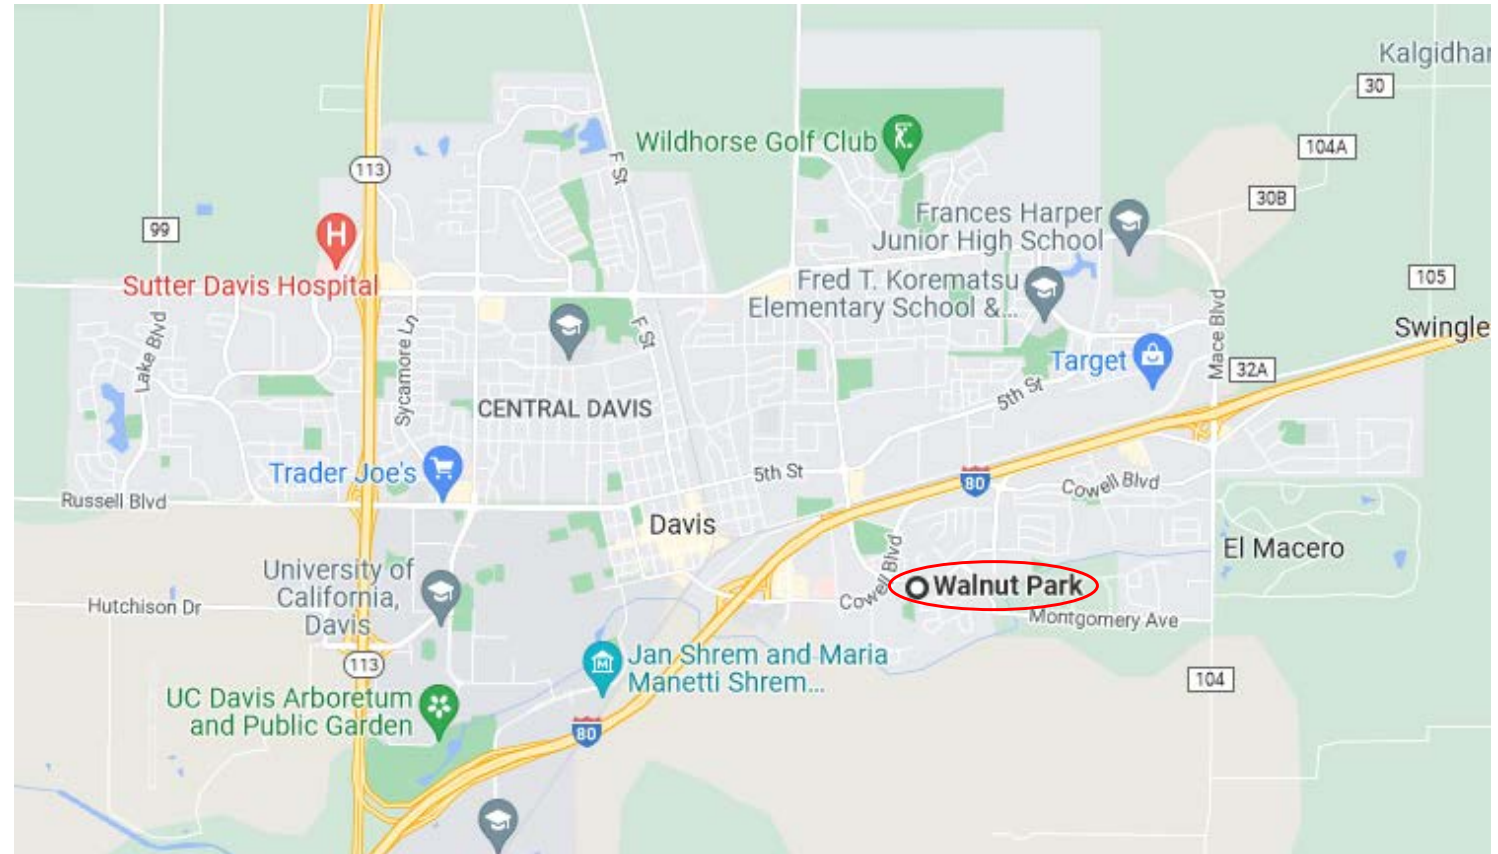 Kalgidhar
30
Wildhorse Golf Club
104A
113
F St
30B
99
Frances Harper
Junior High School
H
Sutter Davis Hospital
Fred T. Korematsu
Elementary School &...
105
Mace Blvd
Swingle
Lake Blvd
Sycamore Ln
F St
Target
32A
5th St
CENTRAL DAVIS
Trader Joe's
5th St
80
Cowell Blvd
Russell Blvd
Davis
El Macero
University of
California,
Davis
Cowell Blvd
Walnut Park
Hutchison Dr
Montgomery Ave
113
Jan Shrem and Maria
Manetti Shrem...
M
104
UC Davis Arboretum
and Public Garden
80